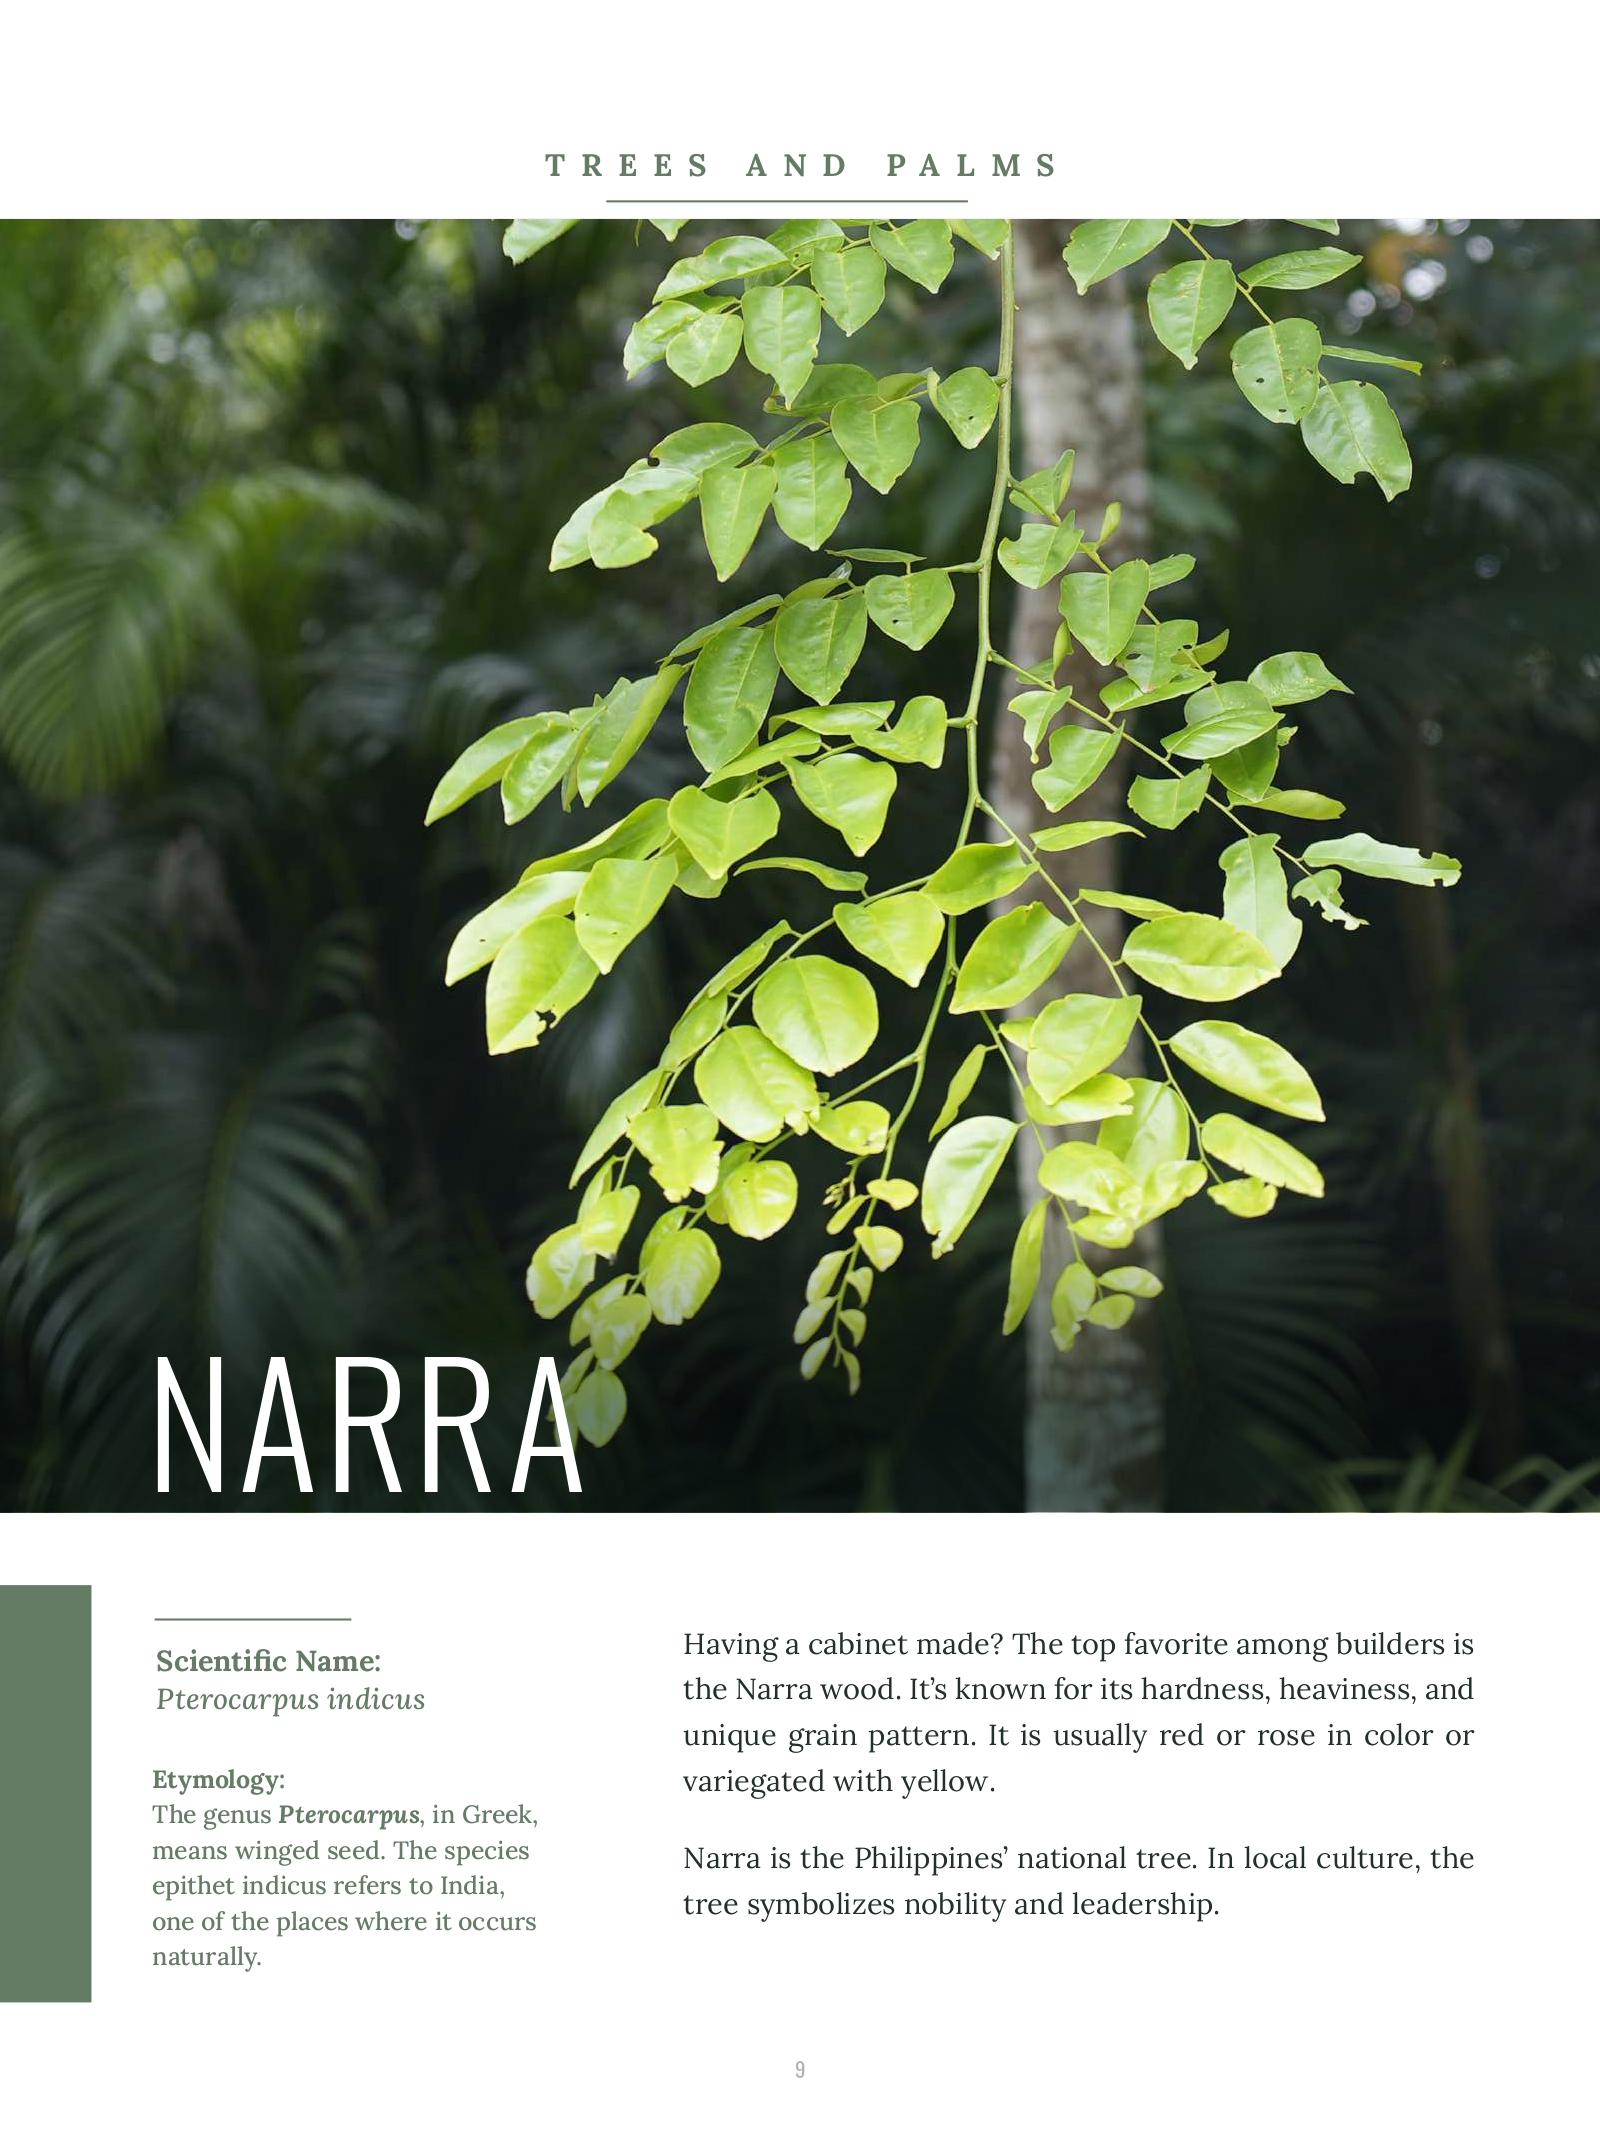 TREES AND PALMS
NARRA
Scientific Name:
Pterocarpus indicus
Etymology:
The genus Pterocarpus, in Greek,
means winged seed. The species
epithet indicus refers to India,
one of the places where it occurs
naturally.
Having a cabinet made? The top favorite among builders is
the Narra wood. It’s known for its hardness, heaviness, and
unique grain pattern. It is usually red or rose in color or
variegated with yellow.
Narra is the Philippines’ national tree. In local culture, the
tree symbolizes nobility and leadership.
9